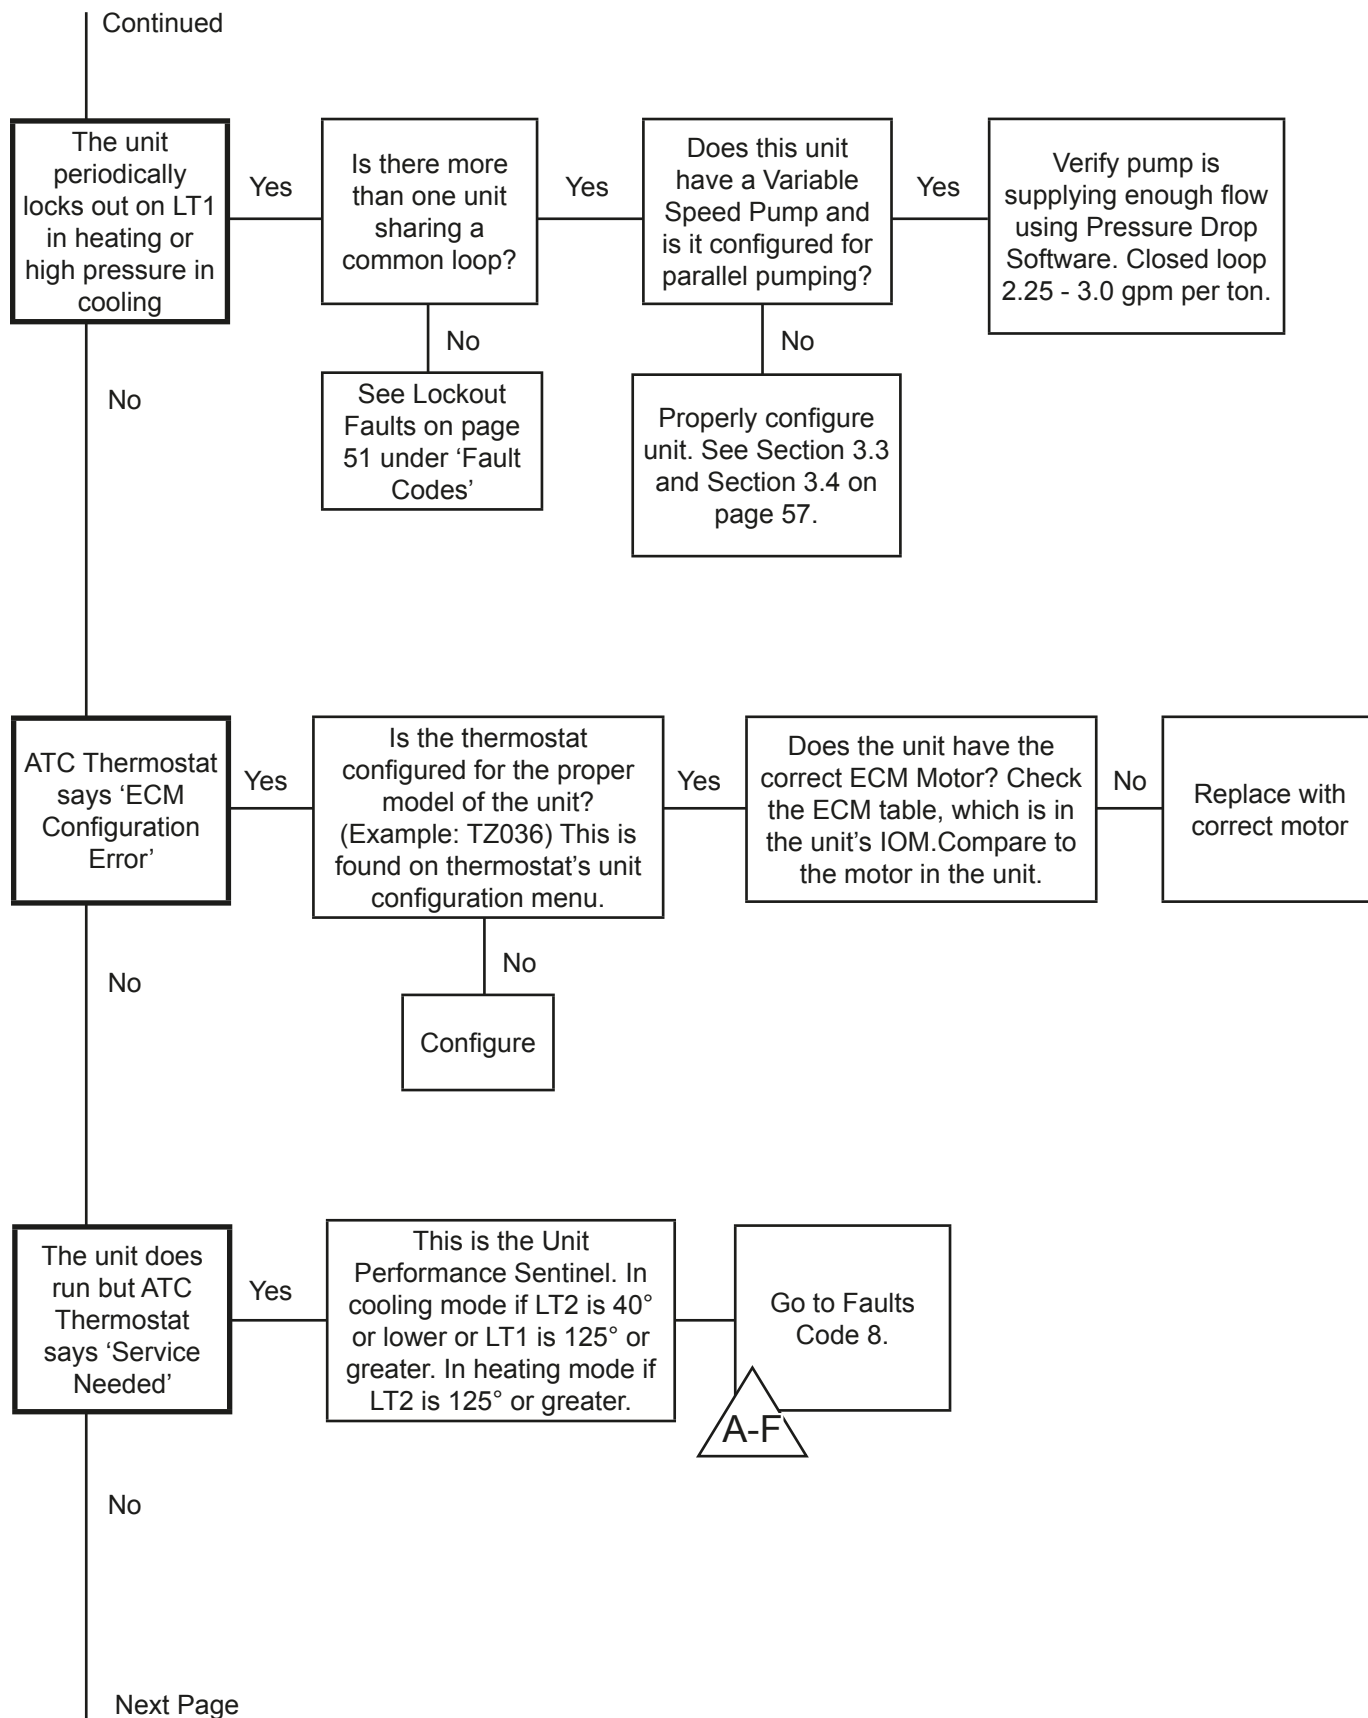 Continued
The unit
periodically
locks out on LT1
in heating or
high pressure in
cooling
Yes
Is there more
than one unit
sharing a
common loop?
Yes
Does this unit
have a Variable
Speed Pump and
is it configured for
parallel pumping?
Yes
Verify pump is
supplying enough flow
using Pressure Drop
Software. Closed loop
2.25 - 3.0 gpm per ton.
No
See Lockout
Faults on page
51 under ‘Fault
Codes’
No
Properly configure
unit. See Section 3.3
and Section 3.4 on
page 57.
No
ATC Thermostat
says ‘ECM
Configuration
Error’
Yes
Is the thermostat
configured for the proper
model of the unit?
(Example: TZ036) This is
found on thermostat’s unit
configuration menu.
Yes
Does the unit have the
correct ECM Motor? Check
the ECM table, which is in
the unit’s IOM.Compare to
the motor in the unit.
No
Replace with
correct motor
No
Configure
No
The unit does
run but ATC
Thermostat
says ‘Service
Needed’
Yes
This is the Unit
Performance Sentinel. In
cooling mode if LT2 is 40°
or lower or LT1 is 125° or
greater. In heating mode if
LT2 is 125° or greater.
Go to Faults
Code 8.
A-F
No
Next Page